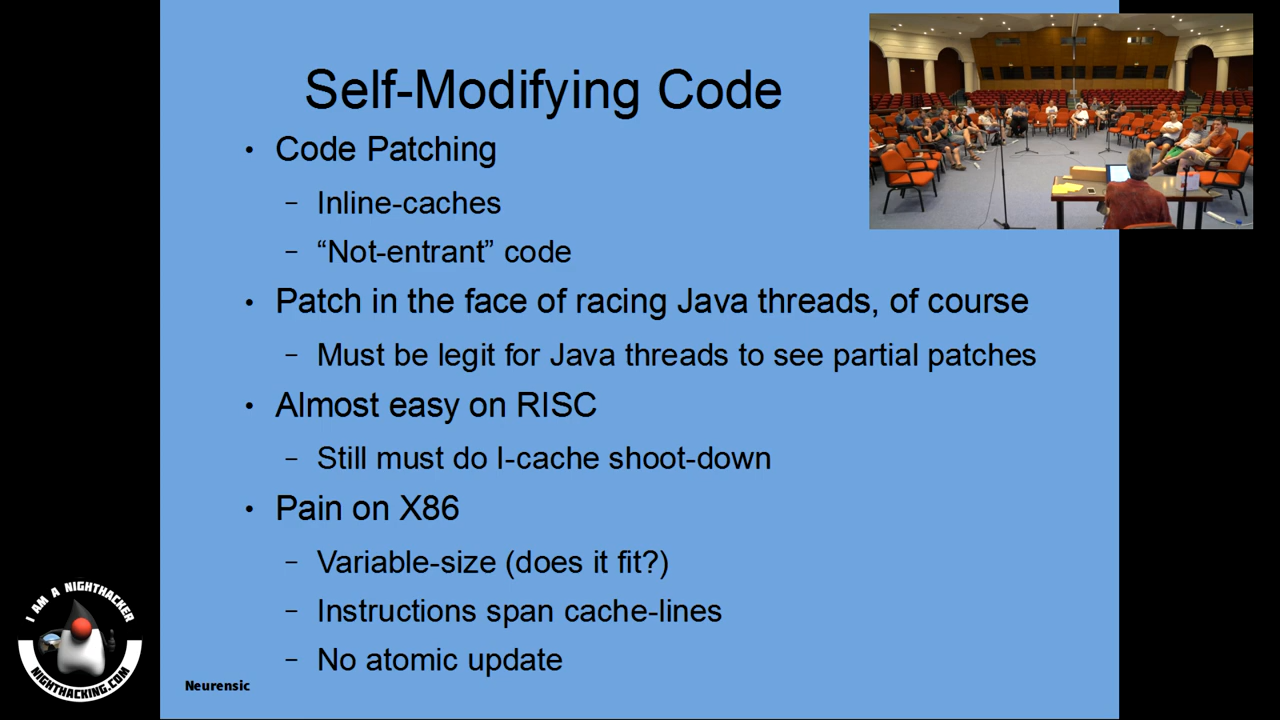 Self-Modifying Code
• Code Patching
– Inline-caches
– “Not-entrant” code
• Patch in the face of racing Java threads, of course
– Must be legit for Java threads to see partial patches
• Almost easy on RISC
– Still must do I-cache shoot-down
• Pain on X86
– Variable-size (does it fit?)
– Instructions span cache-lines
– No atomic update
Neurensic
I AM A NIGHTHACKER
NIGHTHACKING.COM